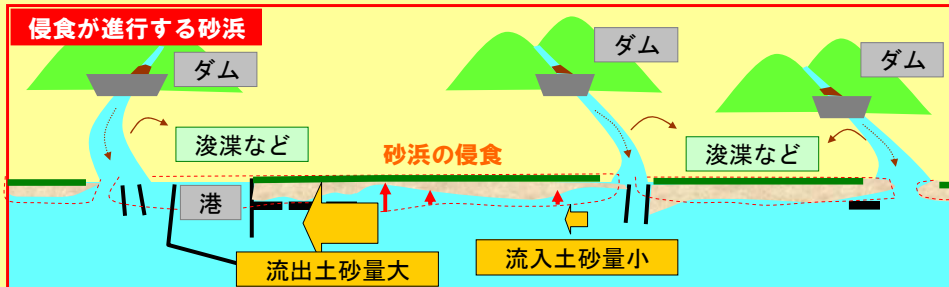 侵食が進行する砂浜
ダム
ダム
ダム
浚渫など
砂浜の侵食
浚渫など
港
流出土砂量大
流入土砂量小